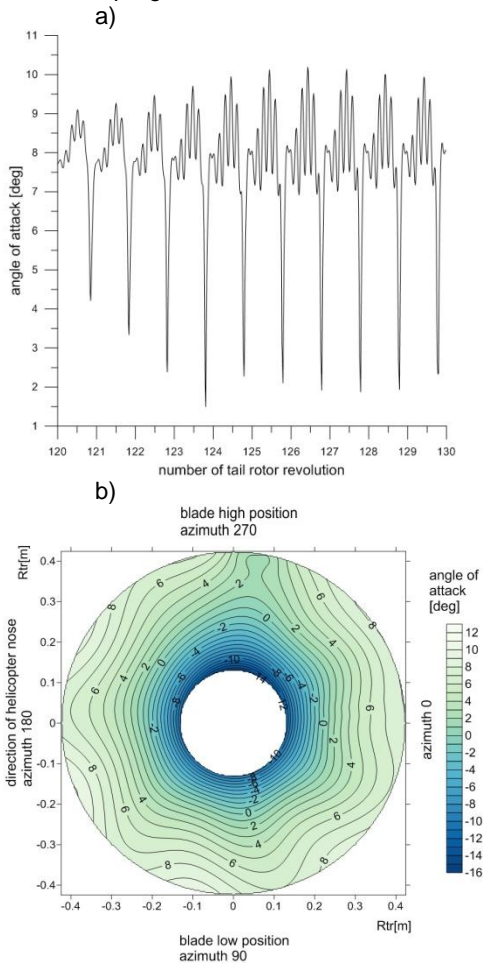 a)
11
10
9
8
7
6
5
4
3
2
1
angle of attack [deg]
120 121 122 123 124 125 126 127 128 129 130
number of tail rotor revolution
b)
blade high position
azimuth 270
Rtr[m]
0.4
0.3
0.2
0.1
0
-0.1
-0.2
-0.3
-0.4
direction of helicopter nose
azimuth 180
azimuth 0
angle of
attack
[deg]
12
10
8
6
4
2
0
-2
-4
-6
-8
-10
-12
-14
-16
-0.4 -0.3 -0.2 -0.1 0 0.1 0.2 0.3 0.4
Rtr[m]
blade low position
azimuth 90